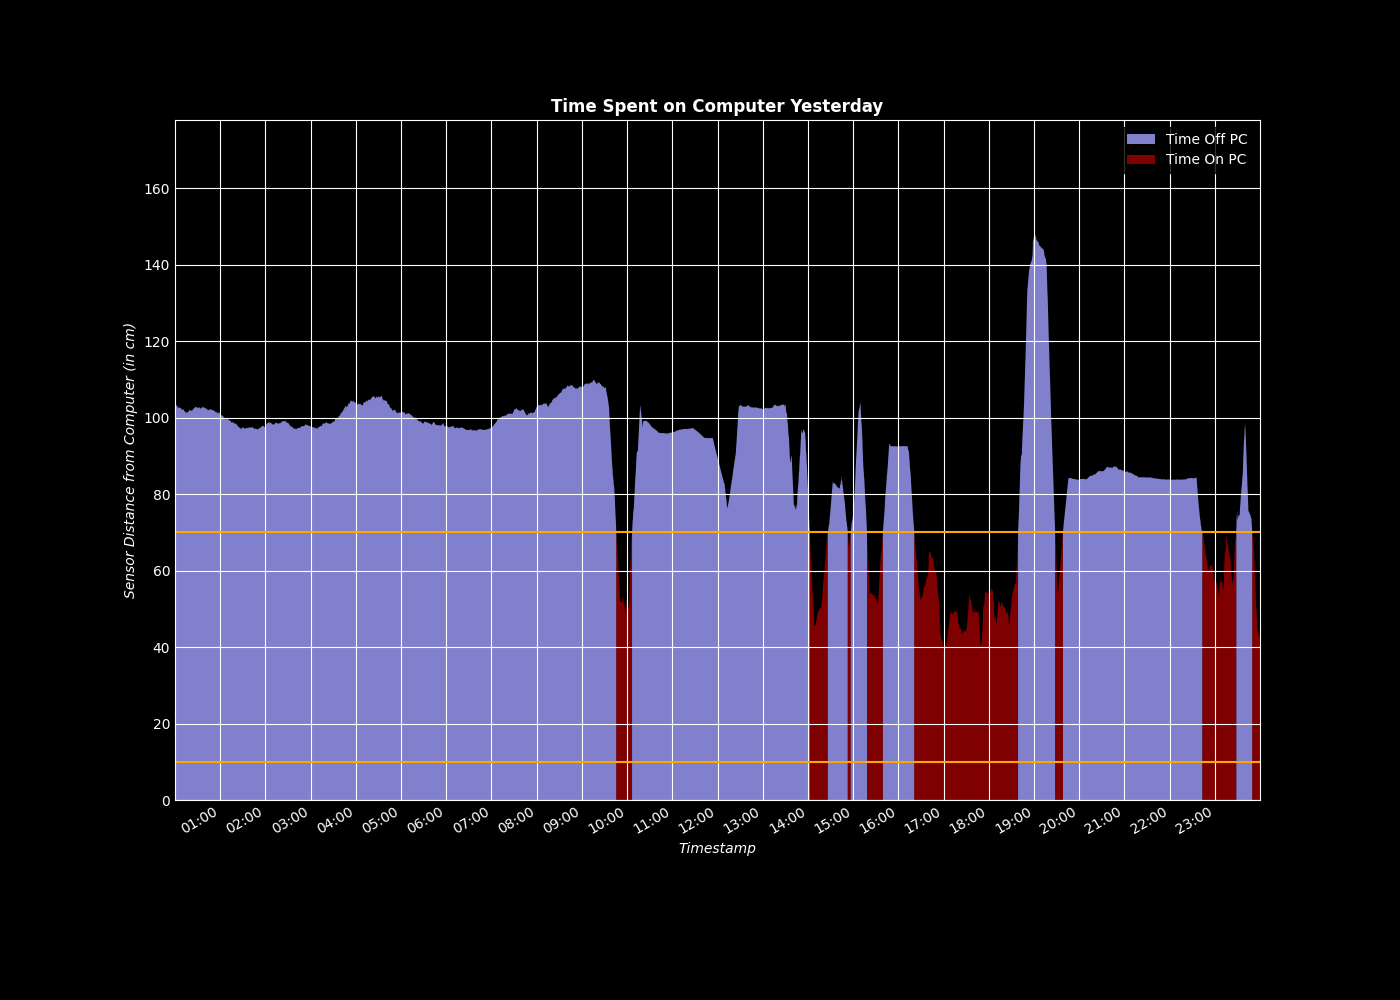 Time Spent on Computer Yesterday
Time Off PC
Time On PC
160
140
120
100
80
60
40
20
0
Sensor Distance from Computer (in cm)
01:00 02:00 03:00 04:00 05:00 06:00 07:00 08:00 09:00 10:00 11:00 12:00 13:00 14:00 15:00 16:00 17:00 18:00 19:00 20:00 21:00 22:00 23:00
Timestamp